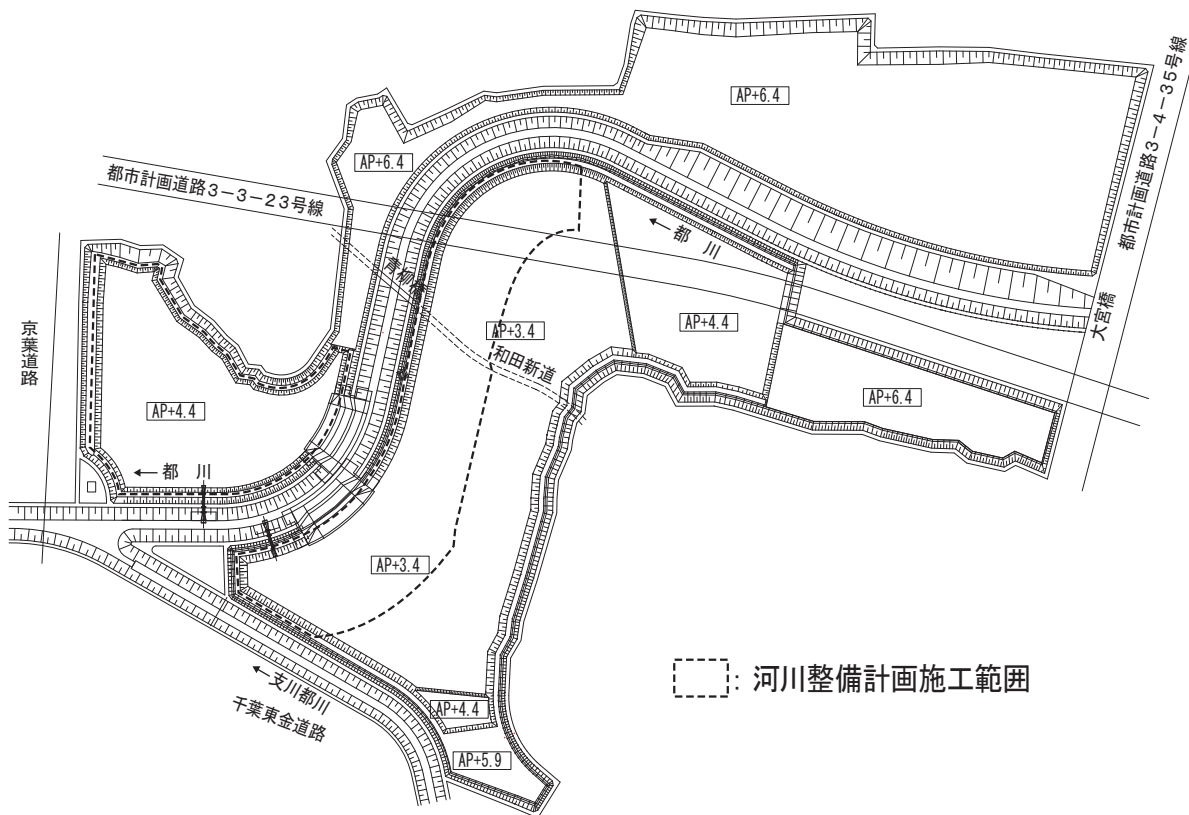 AP+6.4
都市計画道路3-4-35号線
AP+6.4
都市計画道路3-3-23号線
←都 川
青柳橋
AP+3.4
AP+4.4
大宮橋
京葉道路
和田新道
AP+6.4
AP+4.4
←都 川
AP+3.4
:河川整備計画施工範囲
←支川都川
千葉東金道路
AP+4.4
AP+5.9